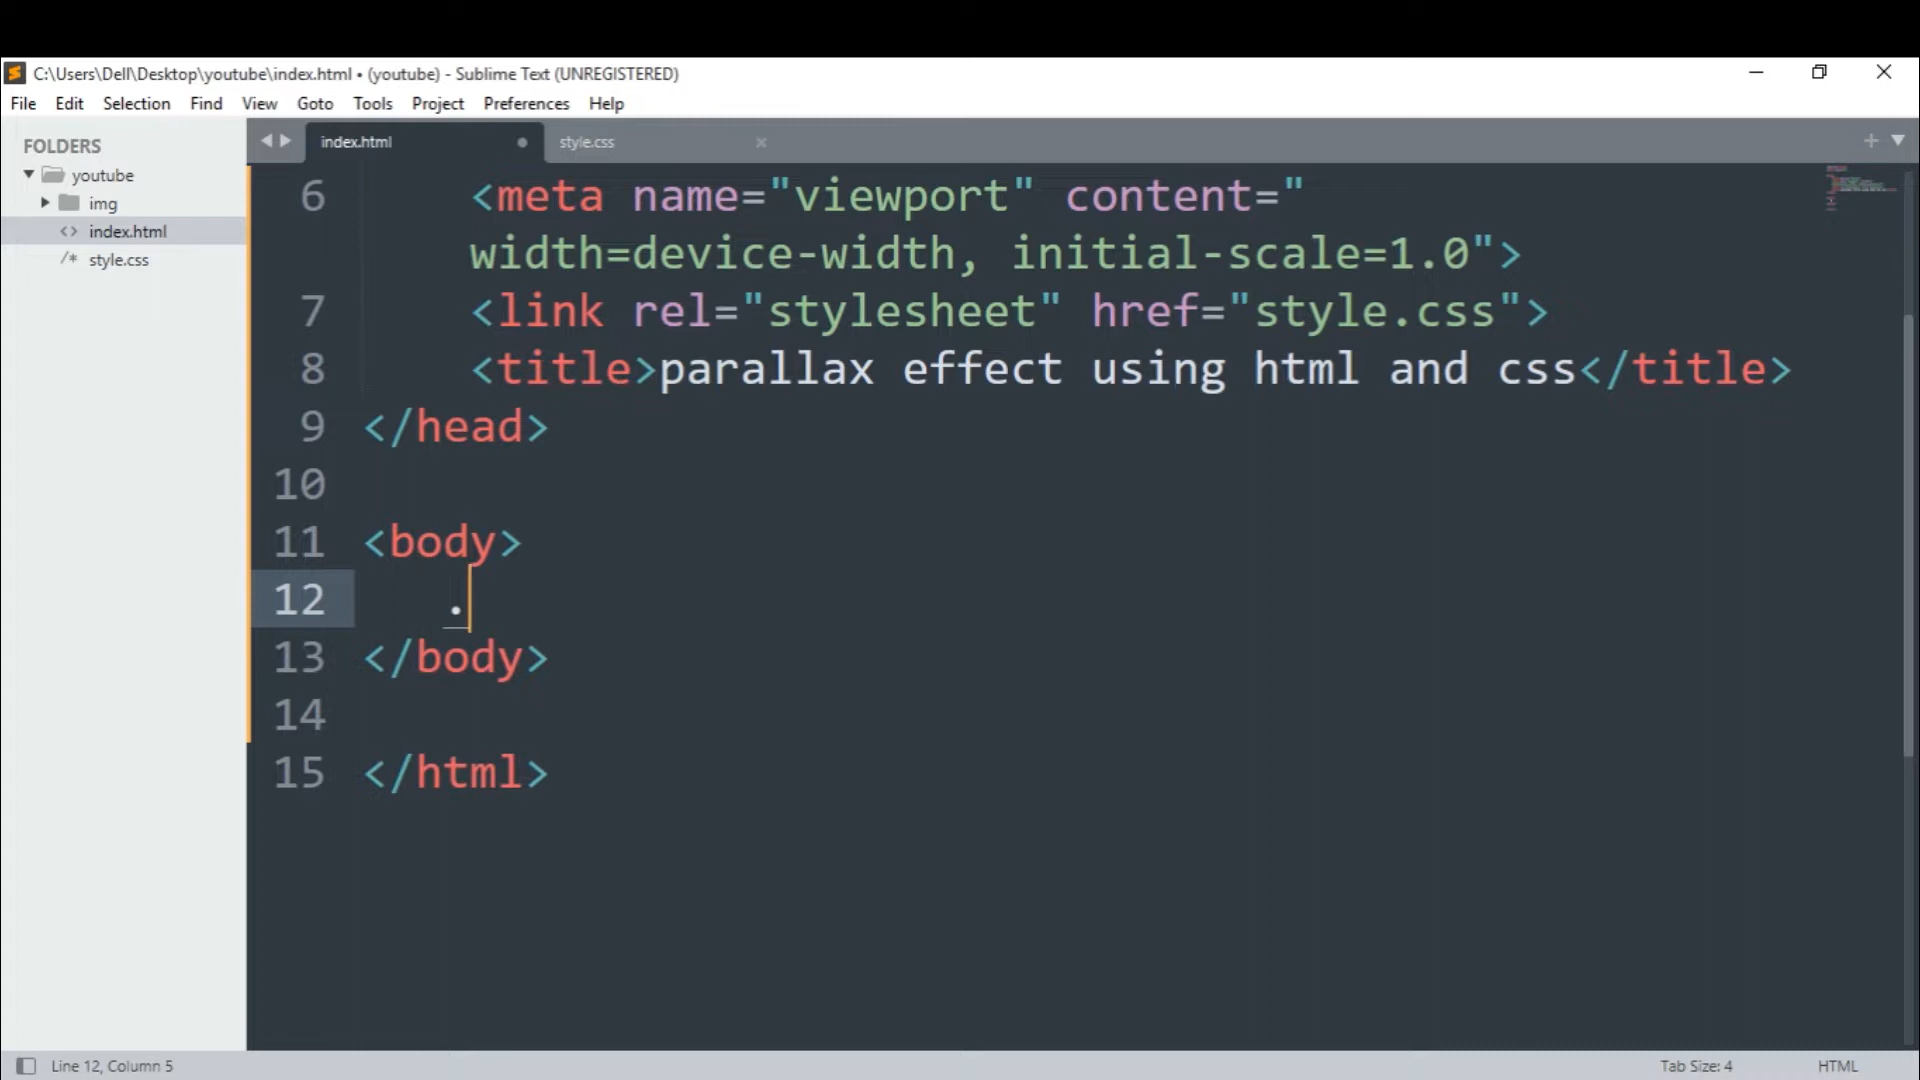 C:\Users\Dell\Desktop\youtube\index.html • (youtube) - Sublime Text (UNREGISTERED)
File Edit Selection Find View Goto Tools Project Preferences Help
FOLDERS
youtube
img
<> index.html
/* style.css
index.html
style.css
6 <meta name="viewport" content="
width=device-width, initial-scale=1.0">
7 <link rel="stylesheet" href="style.css">
8 <title>parallax effect using html and css</title>
9 </head>
10
11 <body>
12 .
13 </body>
14
15 </html>
Line 12, Column 5
Tab Size: 4
HTML